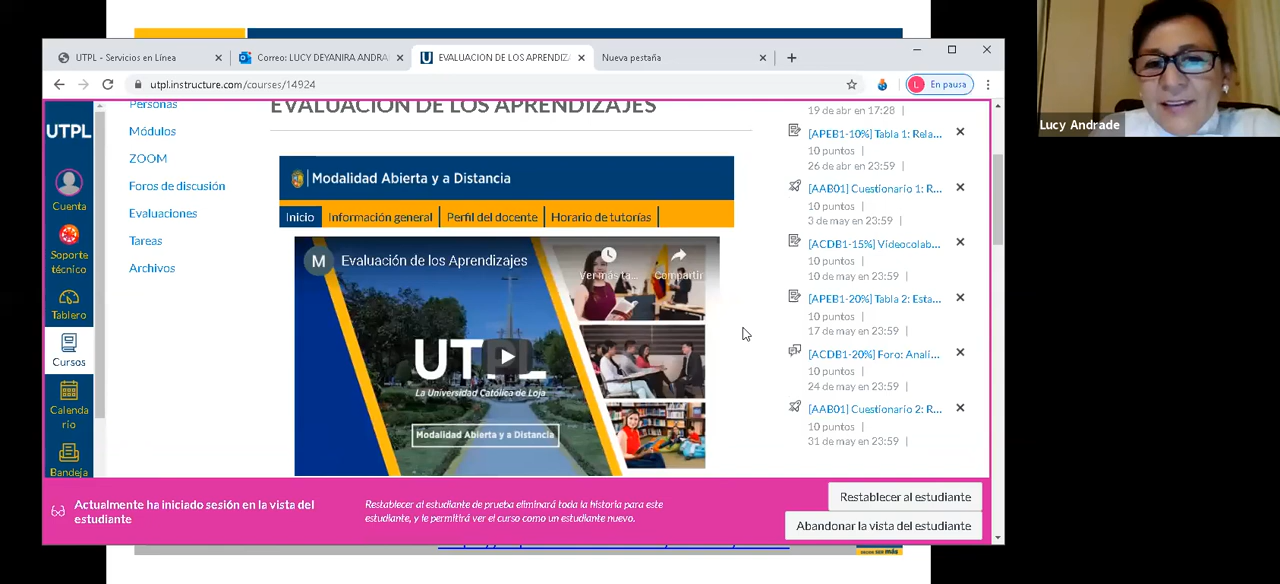 UTPL - Servicios en Línea
Correo: LUCY DEYANIRA ANDRA
EVALUACION DE LOS APRENDIZA
Nueva pestaña
utpl.instructure.com/courses/14924
L En pausa
UTPL
Cuenta
Soporte
técnico
Tablero
Cursos
Calenda
rio
Bandeja
Personas
Módulos
ZOOM
Foros de discusión
Evaluaciones
Tareas
Archivos
EVALUACION DE LOS APRENDIZAJES
Modalidad Abierta y a Distancia
Inicio
Información general
Perfil del docente
Horario de tutorías
M Evaluación de los Aprendizajes
Ver más ta...
Compartir
UTPL
La Universidad Católica de Loja
Modalidad Abierta y a Distancia
19 de abr en 17:28 |
[APEB1-10%] Tabla 1: Rela...
10 puntos |
26 de abr en 23:59 |
[AAB01] Cuestionario 1: R...
10 puntos |
3 de may en 23:59 |
[ACDB1-15%] Videocolab...
10 puntos |
10 de may en 23:59 |
[APEB1-20%] Tabla 2: Esta...
10 puntos |
17 de may en 23:59 |
[ACDB1-20%] Foro: Anali...
10 puntos |
24 de may en 23:59 |
[AAB01] Cuestionario 2: R...
10 puntos |
31 de may en 23:59 |
Actualmente ha iniciado sesión en la vista del
estudiante
Restablecer al estudiante de prueba eliminará toda la historia para este
estudiante, y le permitirá ver el curso como un estudiante nuevo.
Restablecer al estudiante
Abandonar la vista del estudiante
Lucy Andrade